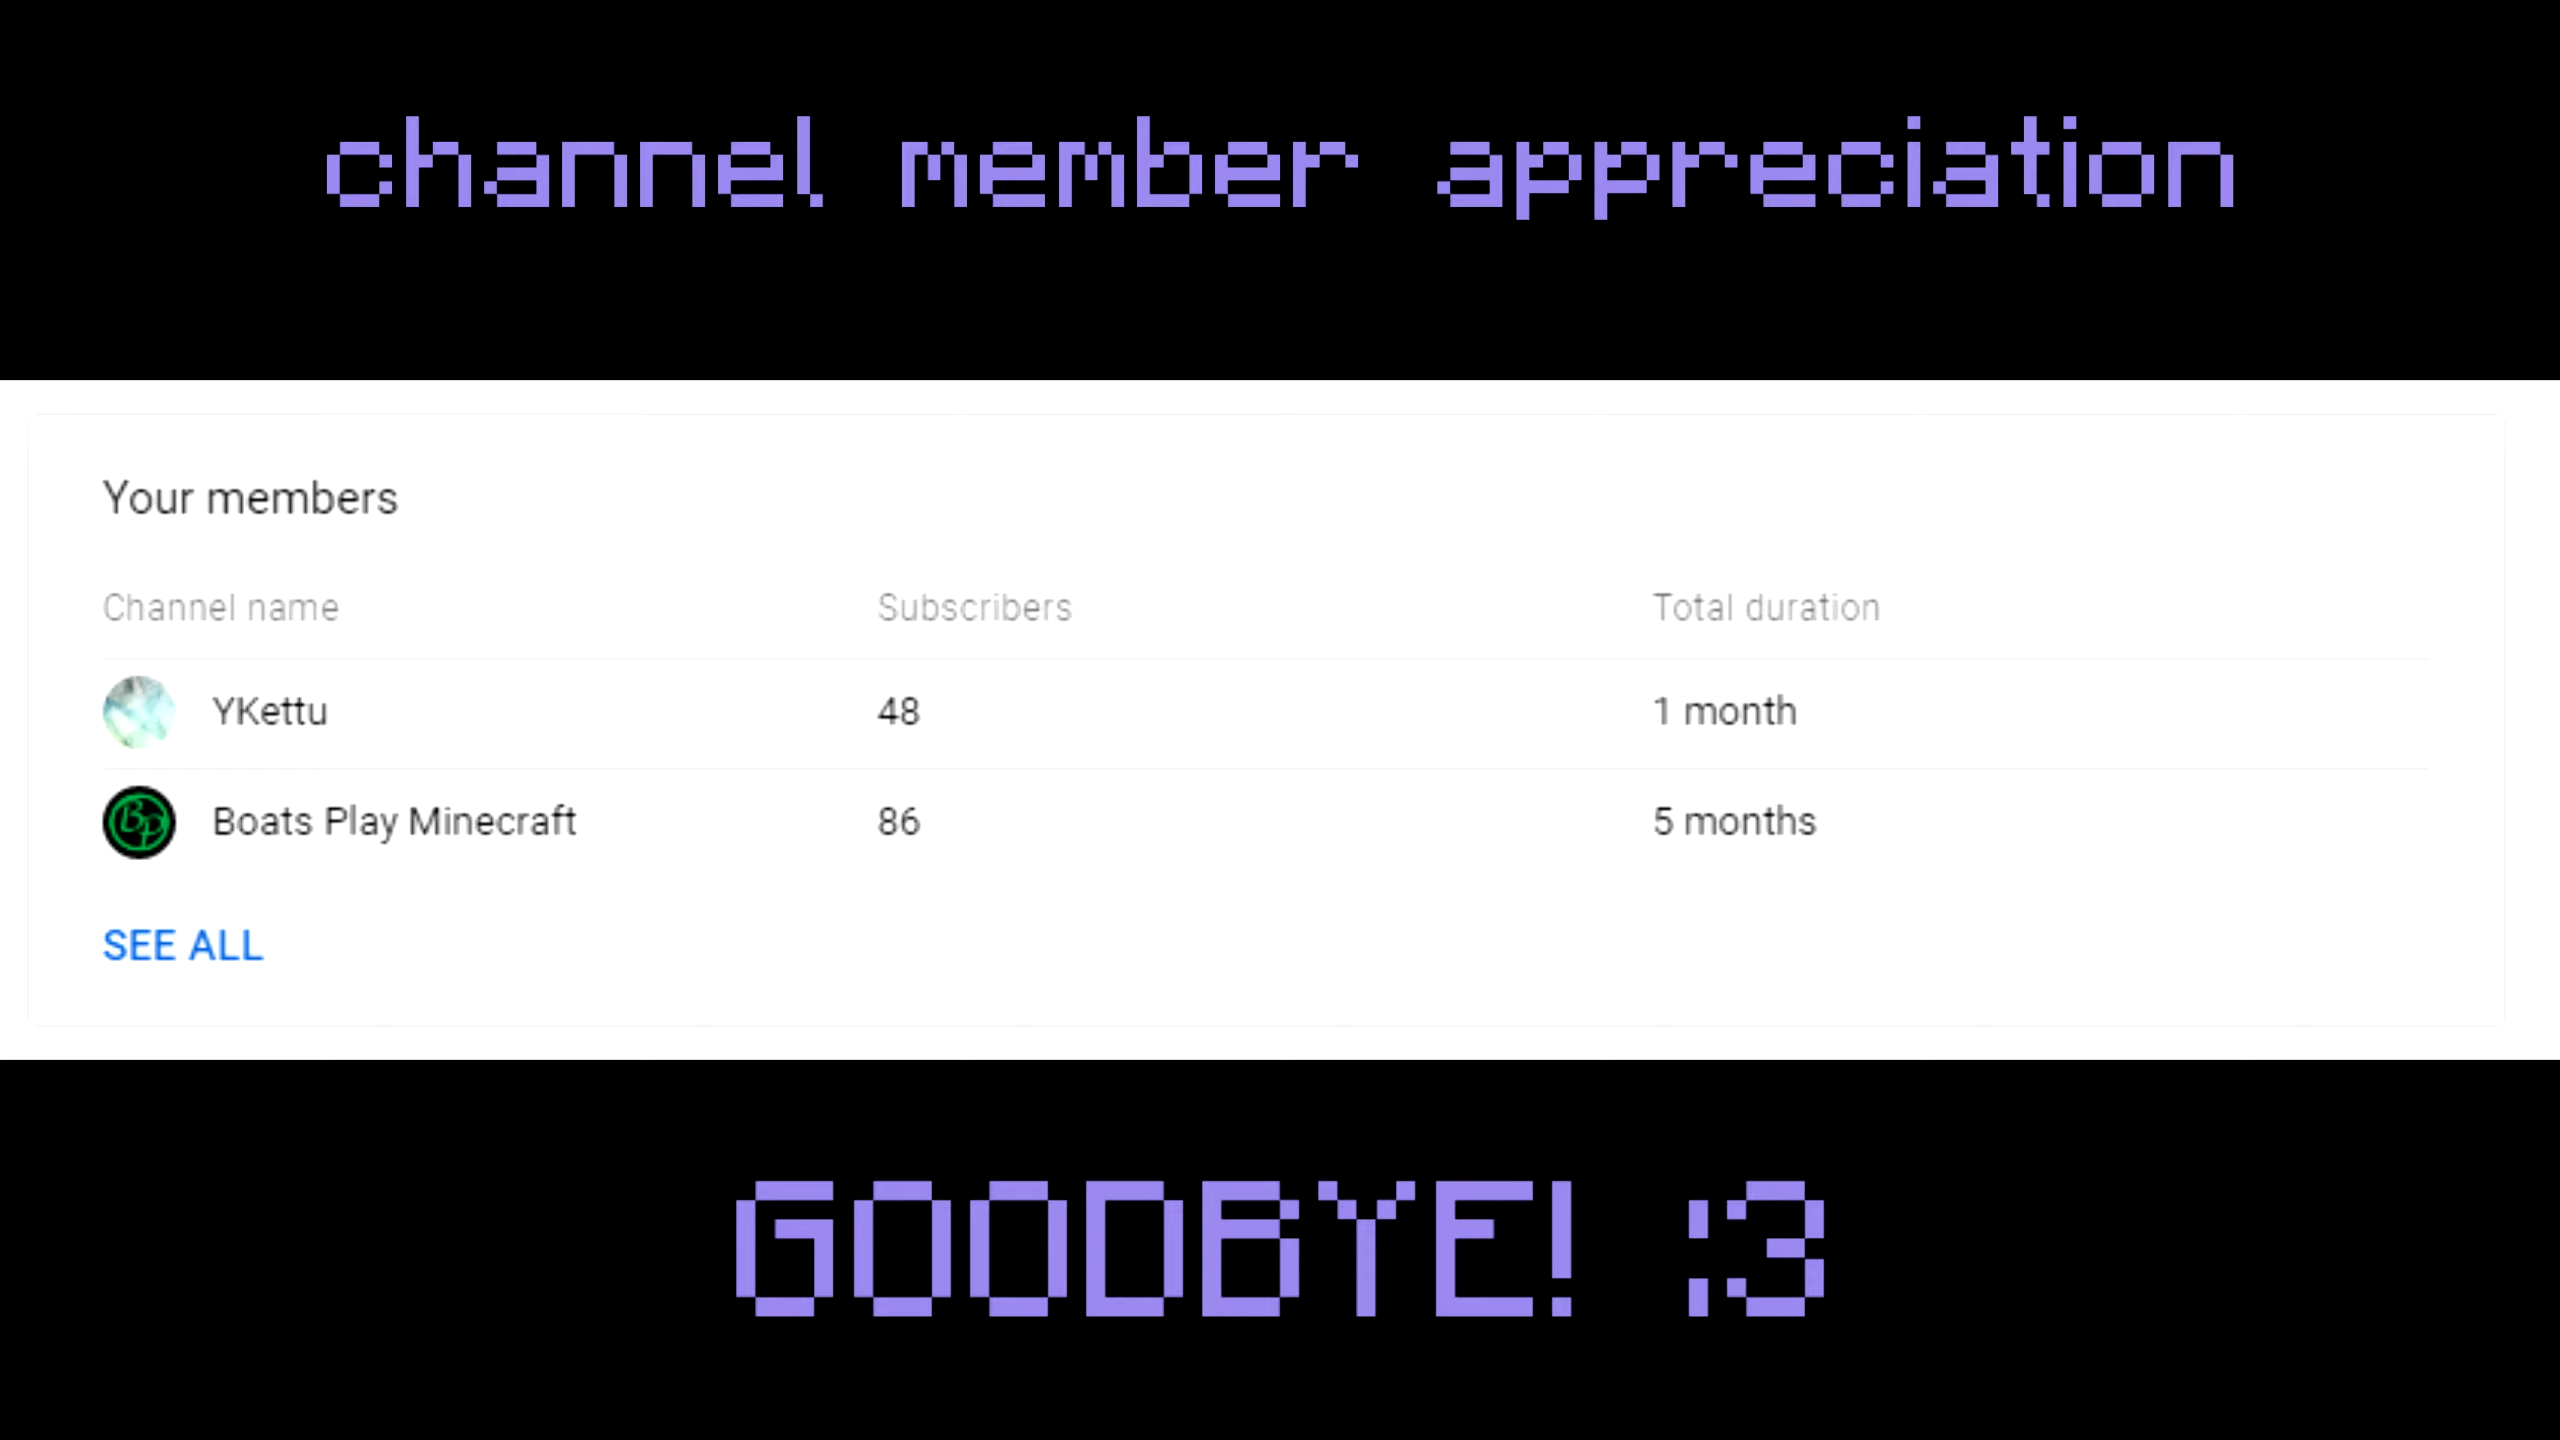 channel member appreciation
Your members
Channel name Subscribers Total duration
YKettu 48 1 month
BP Boats Play Minecraft 86 5 months
SEE ALL
GOODBYE! :3